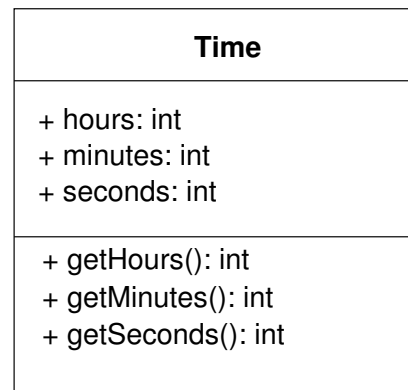 Time
+ hours: int
+ minutes: int
+ seconds: int
+ getHours(): int
+ getMinutes(): int
+ getSeconds(): int